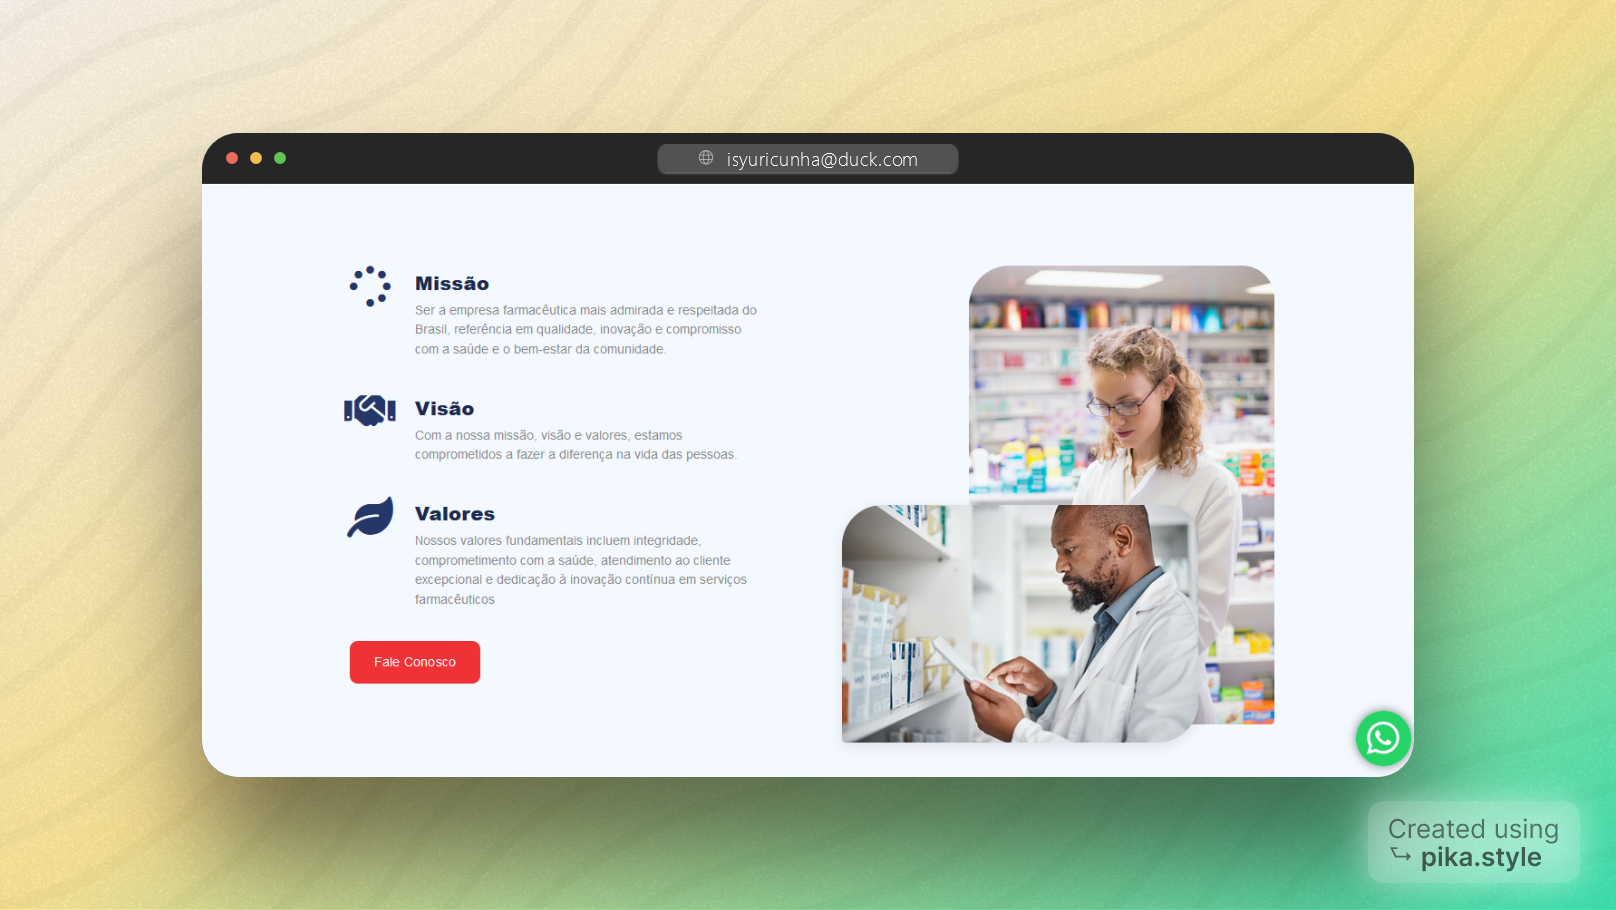 isyuricunha@duck.com
Missão
Ser a empresa farmacêutica mais admirada e respeitada do
Brasil, referência em qualidade, inovação e compromisso
com a saúde e o bem-estar da comunidade.
Visão
Com a nossa missão, visão e valores, estamos
comprometidos a fazer a diferença na vida das pessoas.
Valores
Nossos valores fundamentais incluem integridade,
comprometimento com a saúde, atendimento ao cliente
excepcional e dedicação à inovação contínua em serviços
farmacêuticos
Fale Conosco
Created using
pika.style